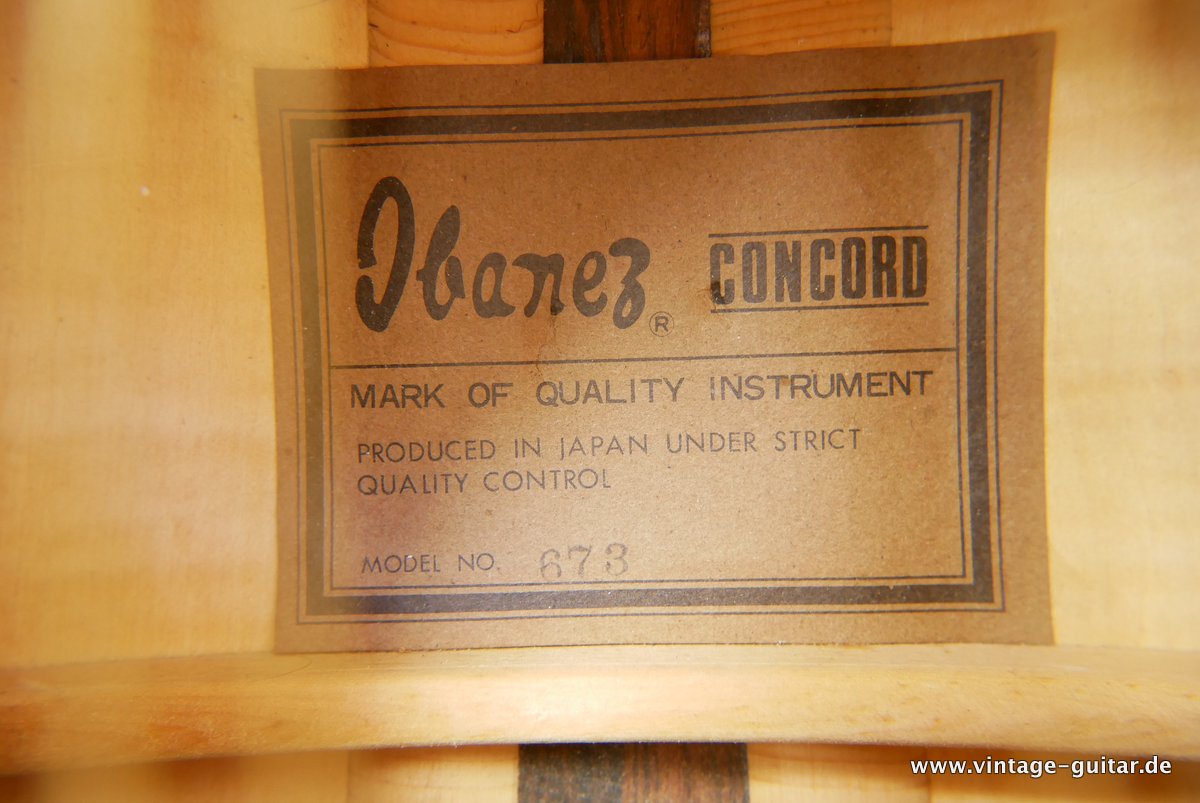 Ibanez® CONCORD
MARK OF QUALITY INSTRUMENT
PRODUCED IN JAPAN UNDER STRICT
QUALITY CONTROL
MODEL NO. 673
www.vintage-guitar.de